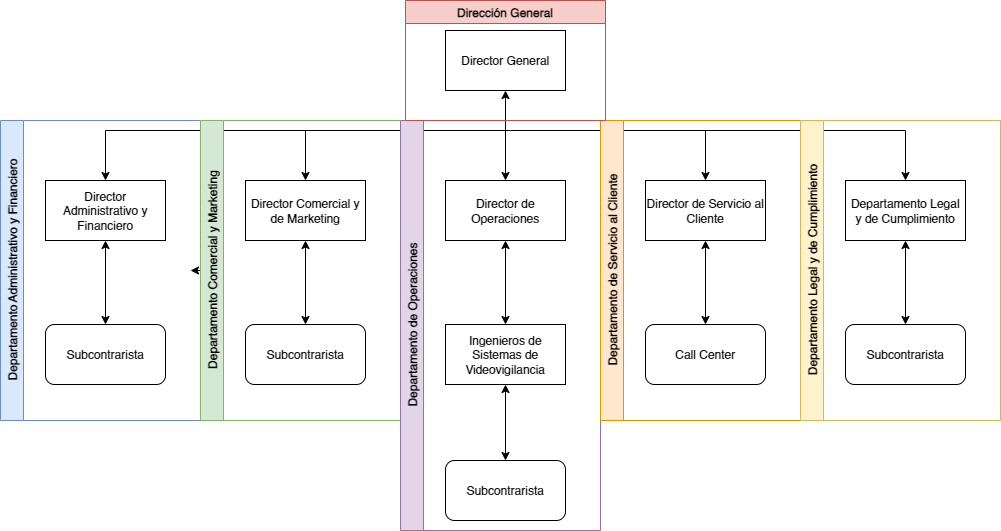 Dirección General
Director General
Departamento Administrativo y Financiero
Director
Administrativo y
Financiero
Subcontrarista
Departamento Comercial y Marketing
Director Comercial y
de Marketing
Subcontrarista
Departamento de Operaciones
Director de
Operaciones
Ingenieros de
Sistemas de
Videovigilancia
Subcontrarista
Departamento de Servicio al Cliente
Director de Servicio al
Cliente
Call Center
Departamento Legal y de Cumplimiento
Departamento Legal
y de Cumplimiento
Subcontrarista